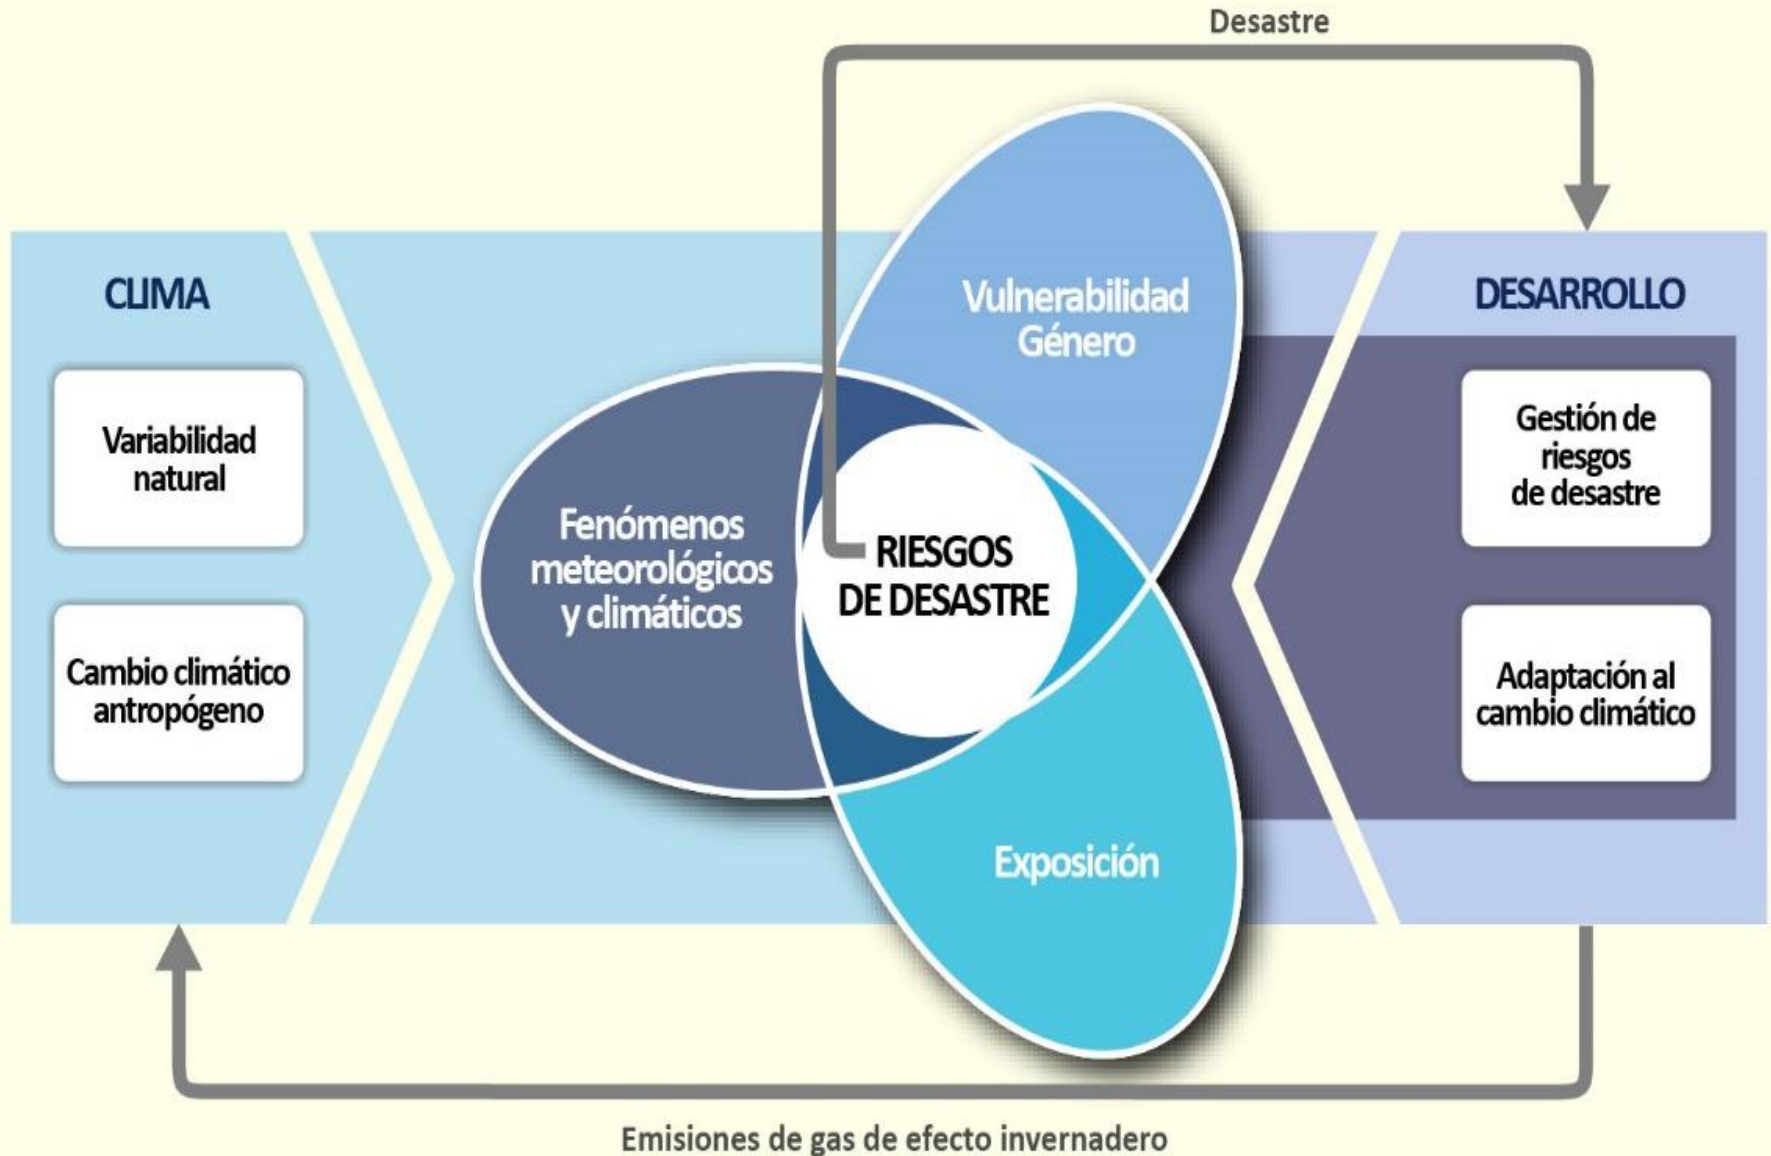 Desastre
CLIMA
Variabilidad
natural
Cambio climático
antropógeno
Fenómenos
meteorológicos
y climáticos
Vulnerabilidad
Género
RIESGOS
DE DESASTRE
Exposición
DESARROLLO
Gestión de
riesgos
de desastre
Adaptación al
cambio climático
Emisiones de gas de efecto invernadero